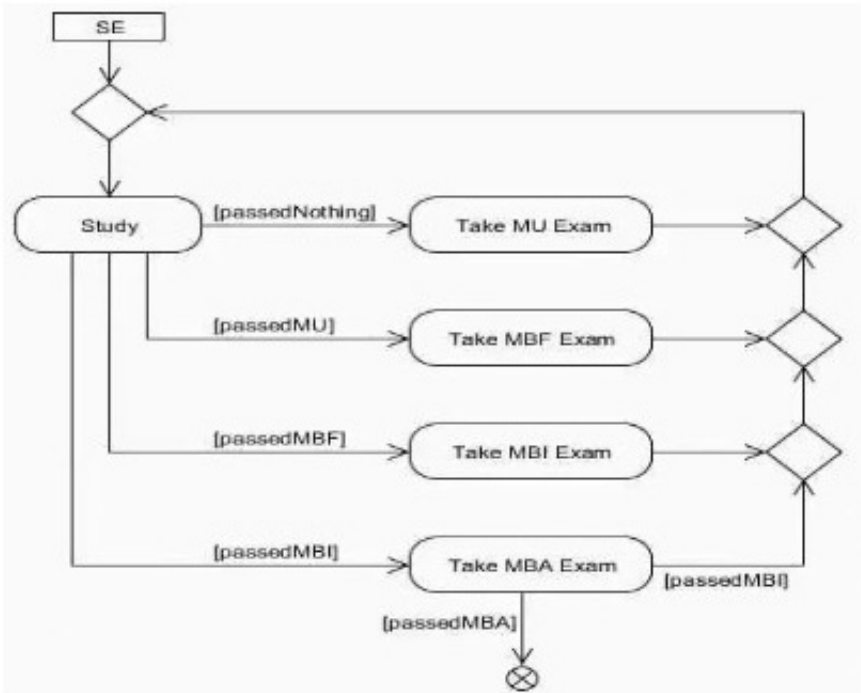 SE
Study
[passedNothing]
Take MU Exam
[passedMU]
Take MBF Exam
[passedMBF]
Take MBI Exam
[passedMBI]
Take MBA Exam
[passedMBI]
[passedMBA]